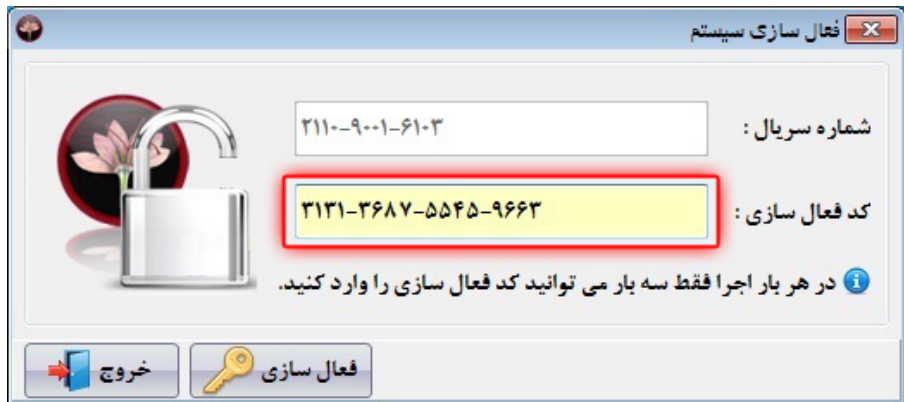 فعال سازی سیستم
شماره سریال :
۲۱۱۰-۹۰۰۱-۶۱۰۳
کد فعال سازی :
۳۱۳۱-۳۶۸۷-۵۵۴۵-۹۶۶۳
در هر بار اجرا فقط سه بار می توانید کد فعال سازی را وارد کنید.
فعال سازی
خروج